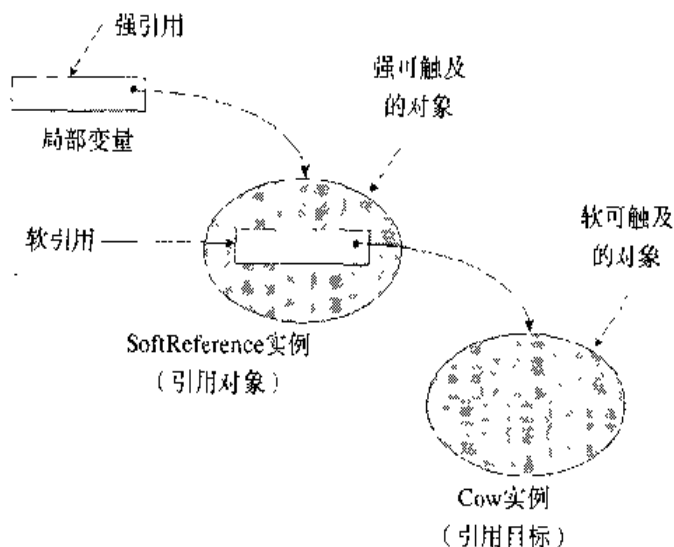 强引用
强可触及
的对象
局部变量
软可触及
的对象
软引用
SoftReference实例
(引用对象)
Cow实例
(引用目标)